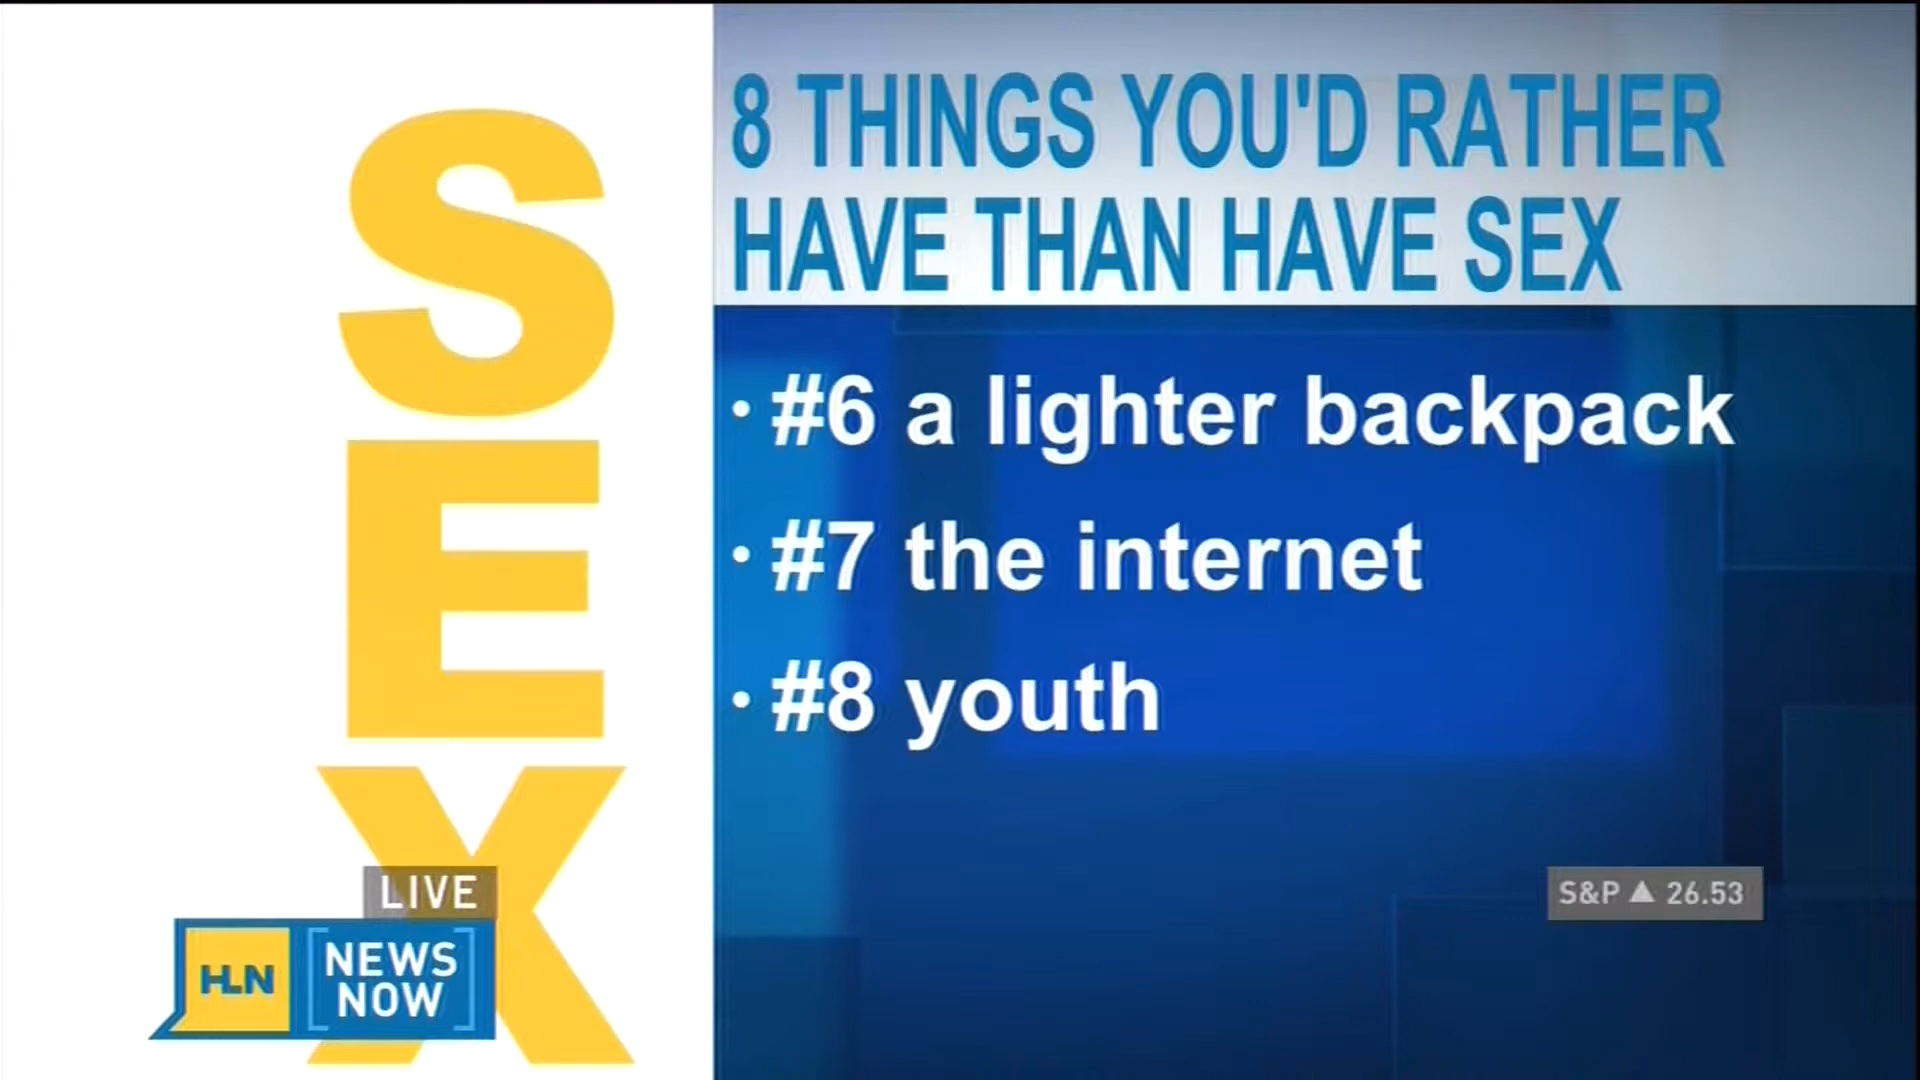 SEX
8 THINGS YOU'D RATHER
HAVE THAN HAVE SEX
• #6 a lighter backpack
• #7 the internet
• #8 youth
LIVE
HLN
NEWS
NOW
S&P ▲ 26.53